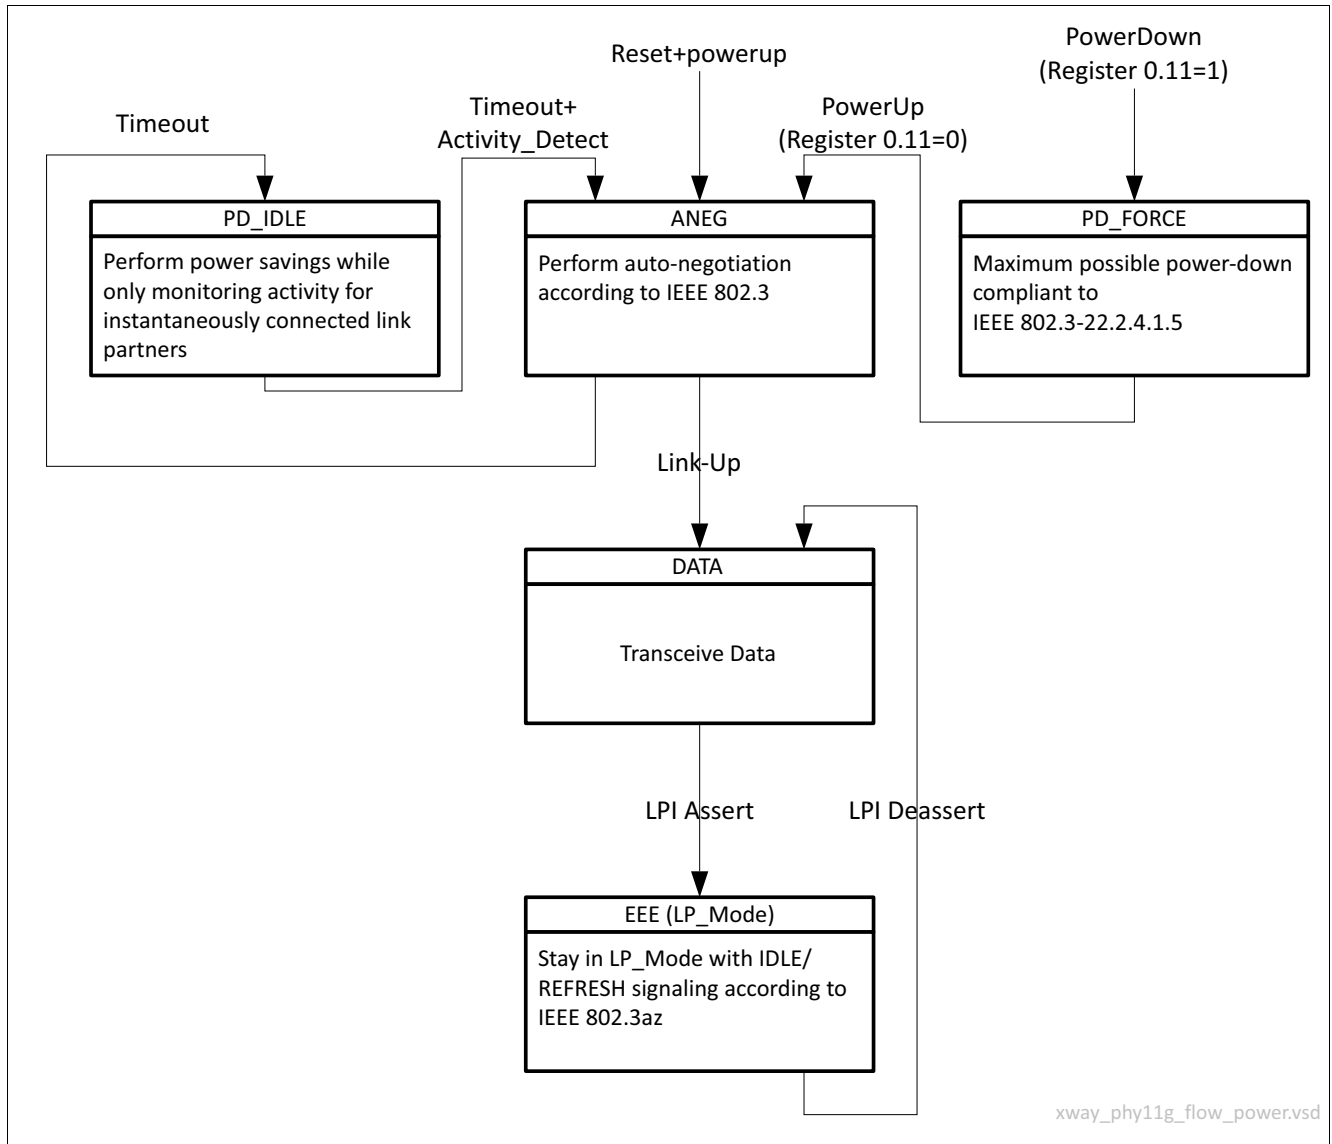 PowerDown
(Register 0.11=1)
Reset+powerup
Timeout
Timeout+
Activity_Detect
PowerUp
(Register 0.11=0)
PD_IDLE
Perform power savings while
only monitoring activity for
instantaneously connected link
partners
ANEG
Perform auto-negotiation
according to IEEE 802.3
PD_FORCE
Maximum possible power-down
compliant to
IEEE 802.3-22.2.4.1.5
Link-Up
DATA
Transceive Data
LPI Assert
LPI Deassert
EEE (LP_Mode)
Stay in LP_Mode with IDLE/
REFRESH signaling according to
IEEE 802.3az
xway_phy11g_flow_power.vsd